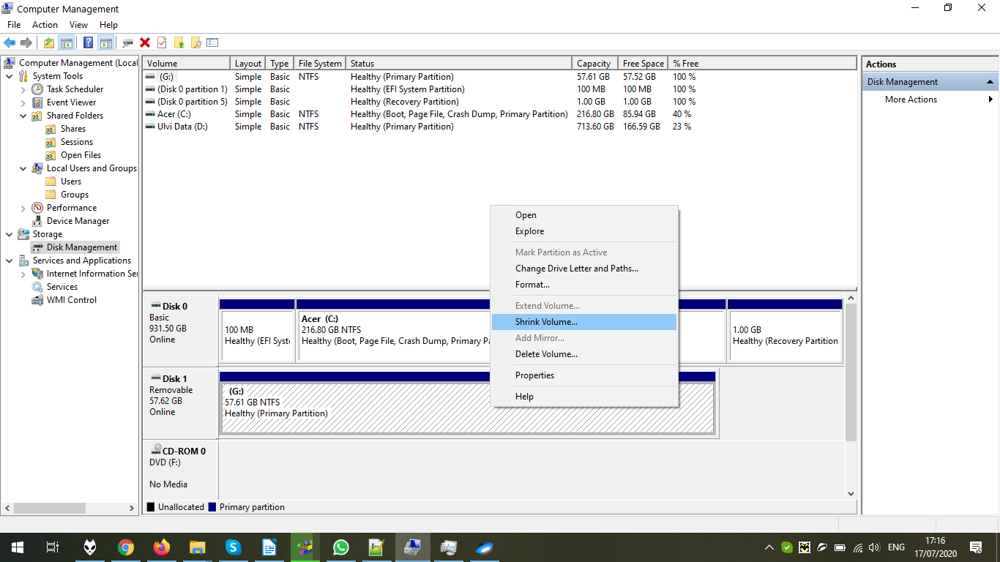 Computer Management
File Action View Help
Computer Management (Local
System Tools
Task Scheduler
Event Viewer
Shared Folders
Shares
Sessions
Open Files
Local Users and Groups
Users
Groups
Performance
Device Manager
Storage
Disk Management
Services and Applications
Internet Information Ser
Services
WMI Control
Volume Layout Type File System Status Capacity Free Space % Free
(G:) Simple Basic NTFS Healthy (Primary Partition) 57.61 GB 57.52 GB 100 %
(Disk 0 partition 1) Simple Basic Healthy (EFI System Partition) 100 MB 100 MB 100 %
(Disk 0 partition 5) Simple Basic Healthy (Recovery Partition) 1.00 GB 1.00 GB 100 %
Acer (C:) Simple Basic NTFS Healthy (Boot, Page File, Crash Dump, Primary Partition) 216.80 GB 85.94 GB 40 %
Ulvi Data (D:) Simple Basic NTFS Healthy (Primary Partition) 713.60 GB 166.59 GB 23 %
Open
Explore
Mark Partition as Active
Change Drive Letter and Paths...
Format...
Extend Volume...
Shrink Volume...
Add Mirror...
Delete Volume...
Properties
Help
Disk 0
Basic
931.50 GB
Online
100 MB
Healthy (EFI Syst
Acer (C:)
216.80 GB NTFS
Healthy (Boot, Page File, Crash Dump, Primary P
1.00 GB
Healthy (Recovery Partition
Disk 1
Removable
57.62 GB
Online
(G:)
57.61 GB NTFS
Healthy (Primary Partition)
CD-ROM 0
DVD (F:)
No Media
Unallocated Primary partition
Actions
Disk Management
More Actions
ENG
17:16
17/07/2020